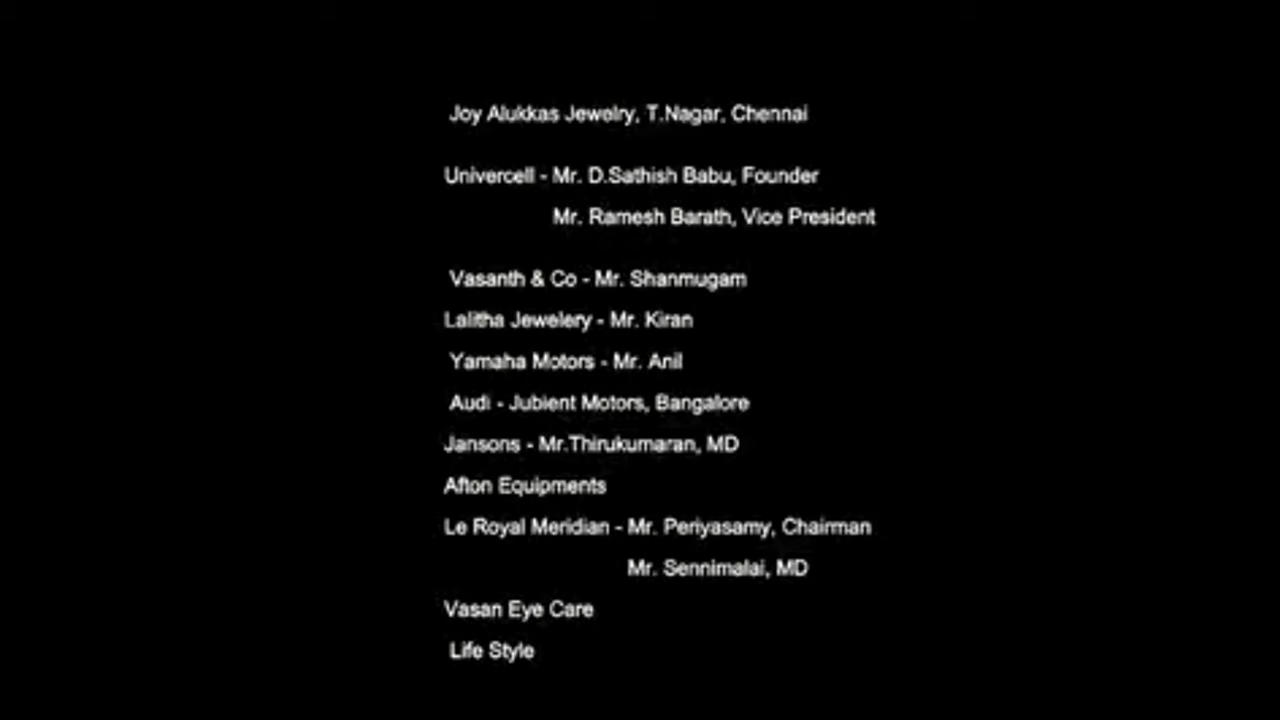 Joy Alukkas Jewelry, T.Nagar, Chennai
Univercell - Mr. D.Sathish Babu, Founder
Mr. Ramesh Barath, Vice President
Vasanth & Co - Mr. Shanmugam
Lalitha Jewelery - Mr. Kiran
Yamaha Motors - Mr. Anil
Audi - Jubient Motors, Bangalore
Jansons - Mr.Thirukumaran, MD
Afton Equipments
Le Royal Meridian - Mr. Periyasamy, Chairman
Mr. Sennimalai, MD
Vasan Eye Care
Life Style